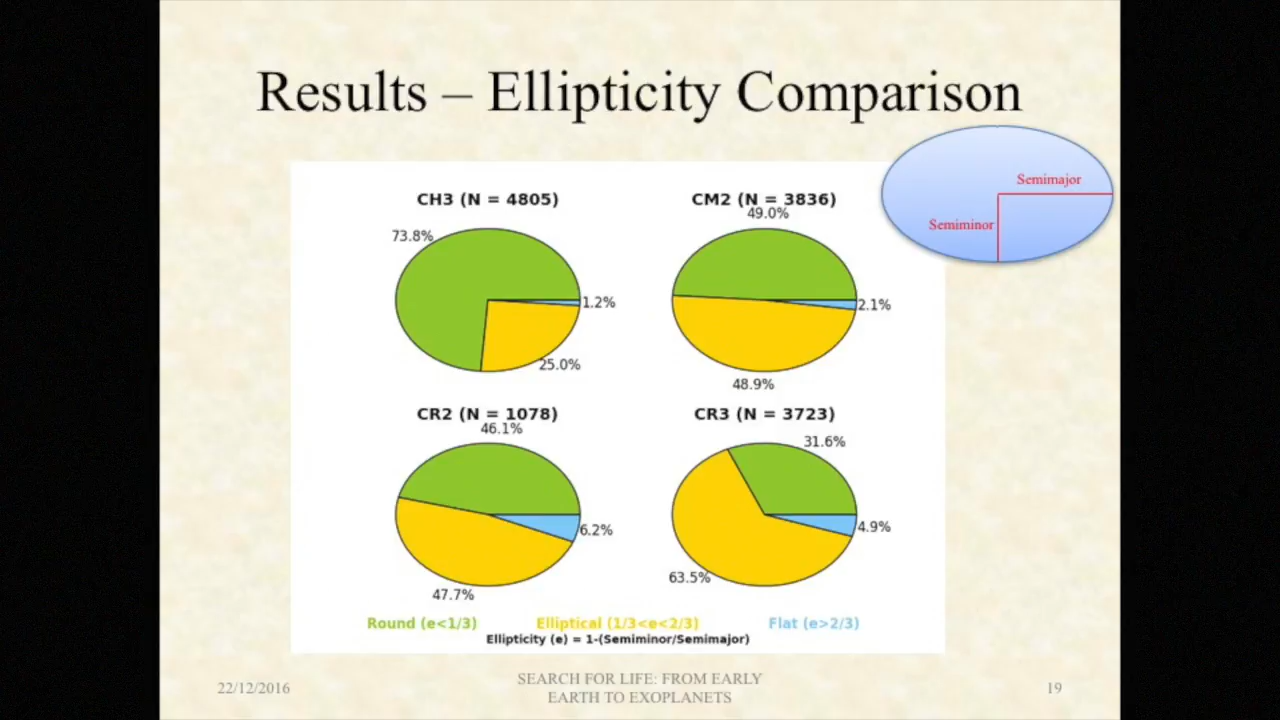 Results – Ellipticity Comparison
Semimajor
Semiminor
CH3 (N = 4805)
73.8%
1.2%
25.0%
CM2 (N = 3836)
49.0%
2.1%
48.9%
CR2 (N = 1078)
46.1%
6.2%
47.7%
CR3 (N = 3723)
31.6%
4.9%
63.5%
Round (e<1/3)
Elliptical (1/3<e<2/3)
Flat (e>2/3)
Ellipticity (e) = 1-(Semiminor/Semimajor)
22/12/2016
SEARCH FOR LIFE: FROM EARLY
EARTH TO EXOPLANETS
19